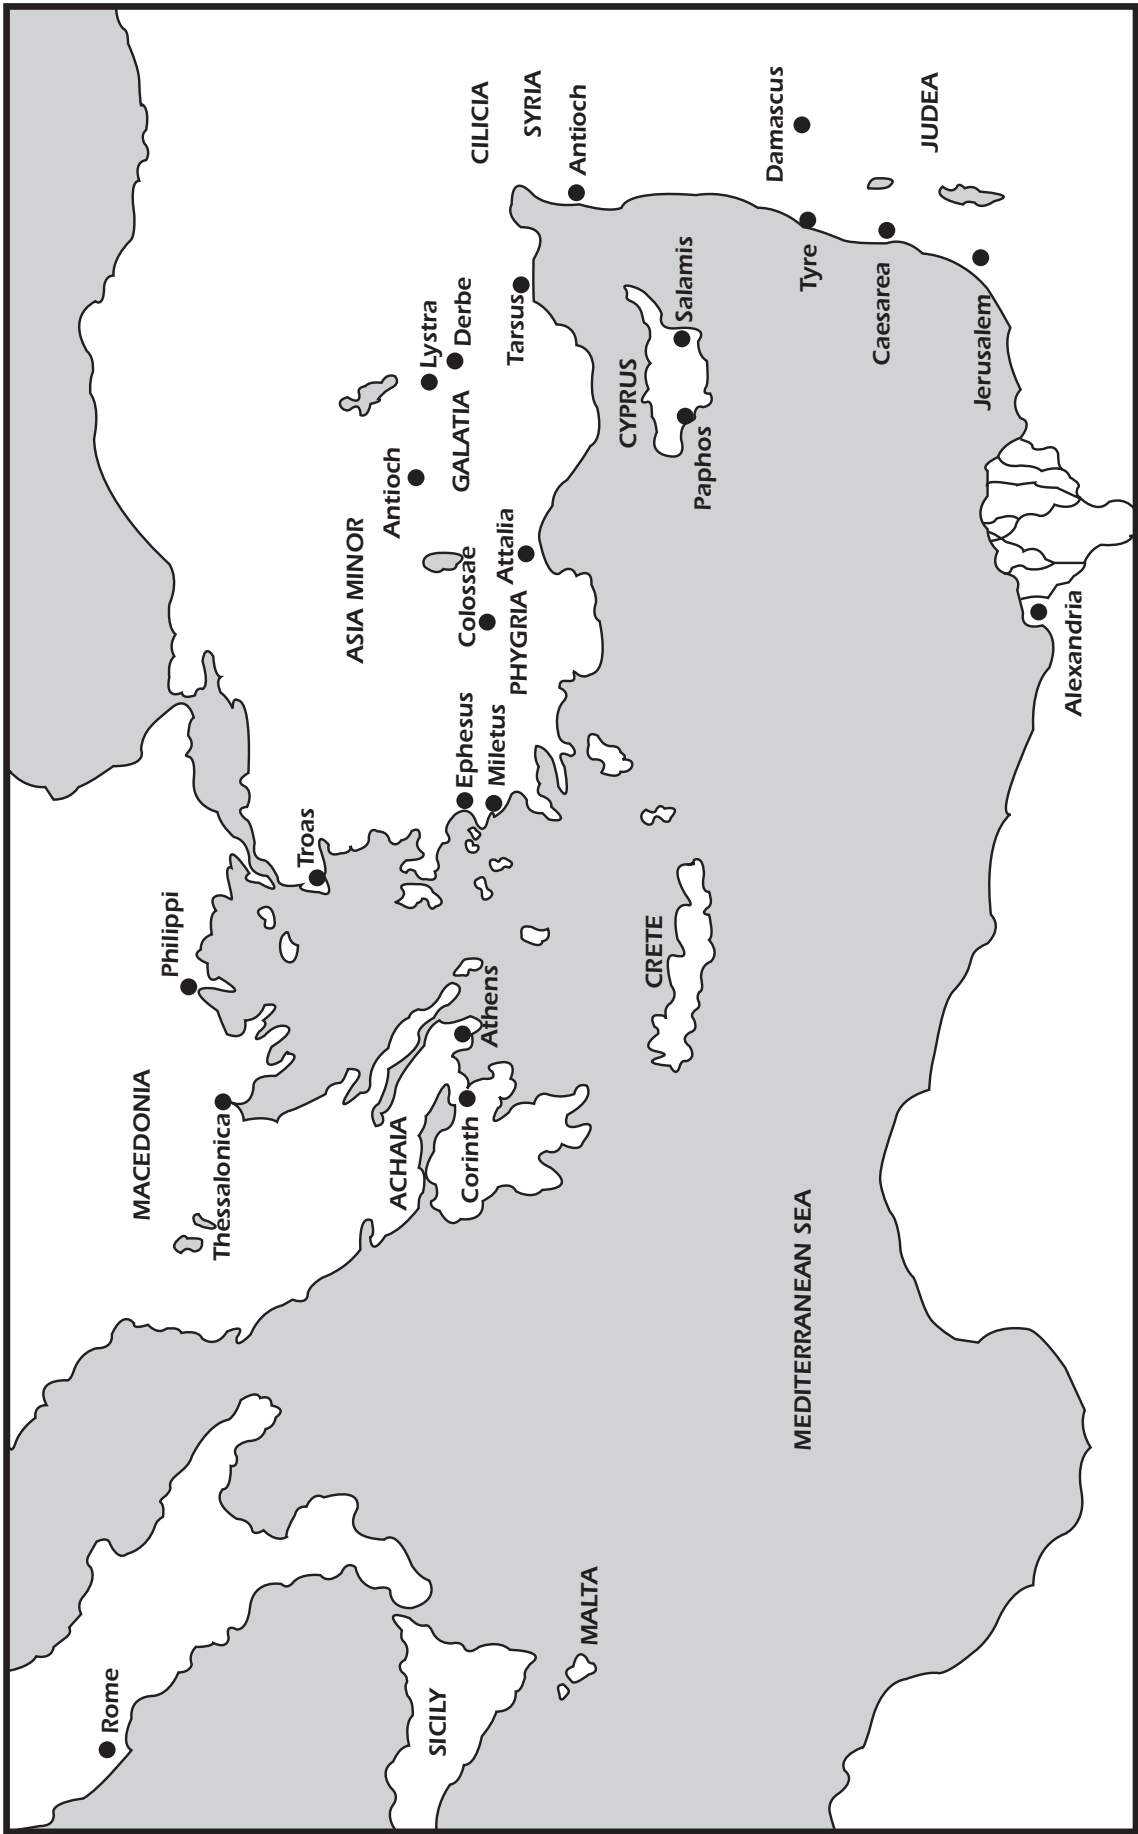 Rome
SICILY
MALTA
MEDITERRANEAN SEA
MACEDONIA
Thessalonica
Philippi
ACHAIA
Corinth
Athens
CRETE
Troas
Ephesus
Miletus
ASIA MINOR
Colossae
PHYGRIA
Attalia
Antioch
GALATIA
Lystra
Derbe
Tarsus
CILICIA
SYRIA
Antioch
CYPRUS
Paphos
Salamis
Damascus
Tyre
Caesarea
JUDEA
Jerusalem
Alexandria